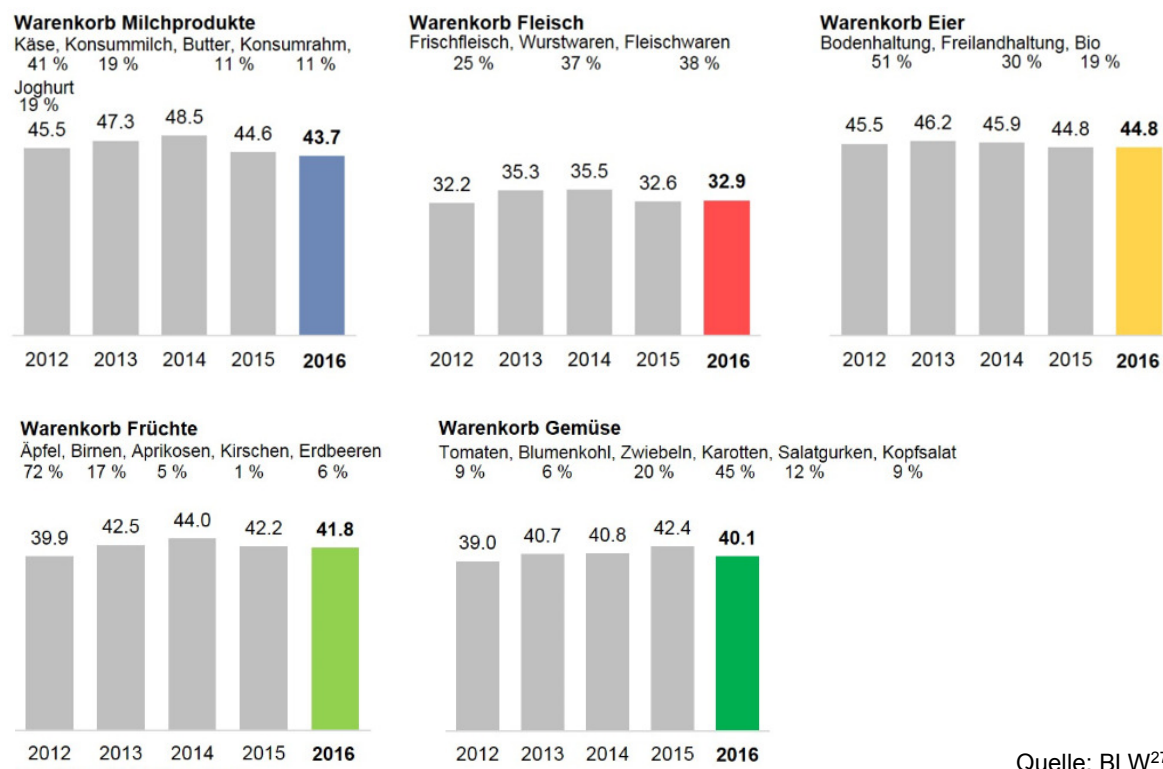 Warenkorb Milchprodukte
Käse, Konsummilch, Butter, Konsumrahm,
41 % 19 % 11 % 11 %
Joghurt
19 %
45.5 47.3 48.5 44.6 43.7
2012 2013 2014 2015 2016
Warenkorb Fleisch
Frischfleisch, Wurstwaren, Fleischwaren
25 % 37 % 38 %
32.2 35.3 35.5 32.6 32.9
2012 2013 2014 2015 2016
Warenkorb Eier
Bodenhaltung, Freilandhaltung, Bio
51 % 30 % 19 %
45.5 46.2 45.9 44.8 44.8
2012 2013 2014 2015 2016
Warenkorb Früchte
Äpfel, Birnen, Aprikosen, Kirschen, Erdbeeren
72 % 17 % 5 % 1 % 6 %
39.9 42.5 44.0 42.2 41.8
2012 2013 2014 2015 2016
Warenkorb Gemüse
Tomaten, Blumenkohl, Zwiebeln, Karotten, Salatgurken, Kopfsalat
9 % 6 % 20 % 45 % 12 % 9 %
39.0 40.7 40.8 42.4 40.1
2012 2013 2014 2015 2016
Quelle: BLW27